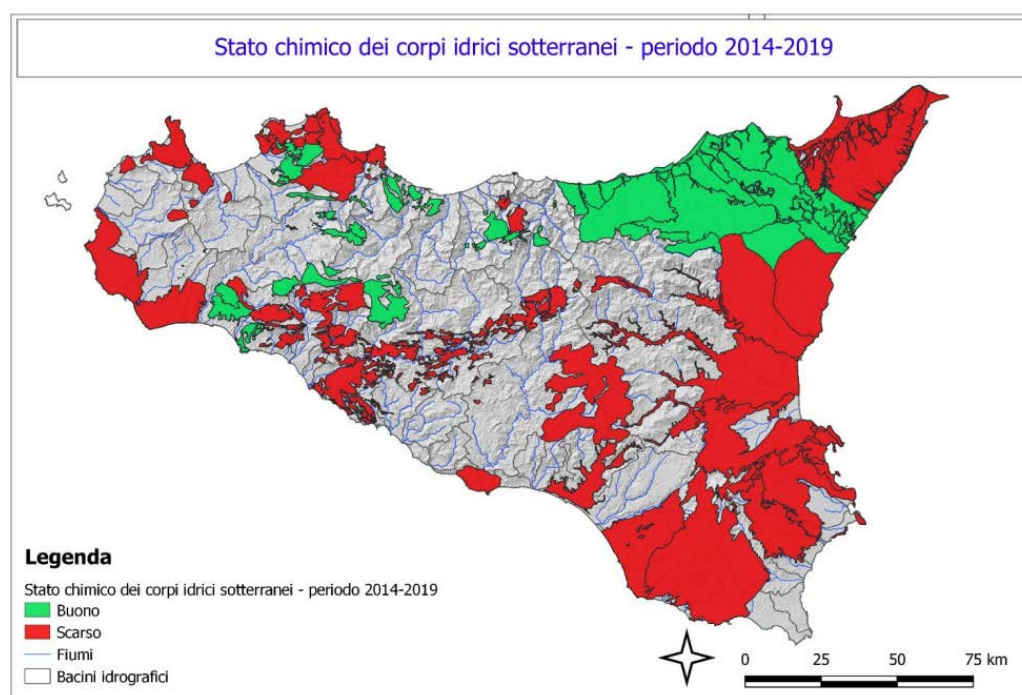 Stato chimico dei corpi idrici sotterranei - periodo 2014-2019
Legenda
Stato chimico dei corpi idrici sotterranei - periodo 2014-2019
Buono
Scarso
Fiumi
Bacini idrografici
0 25 50 75 km